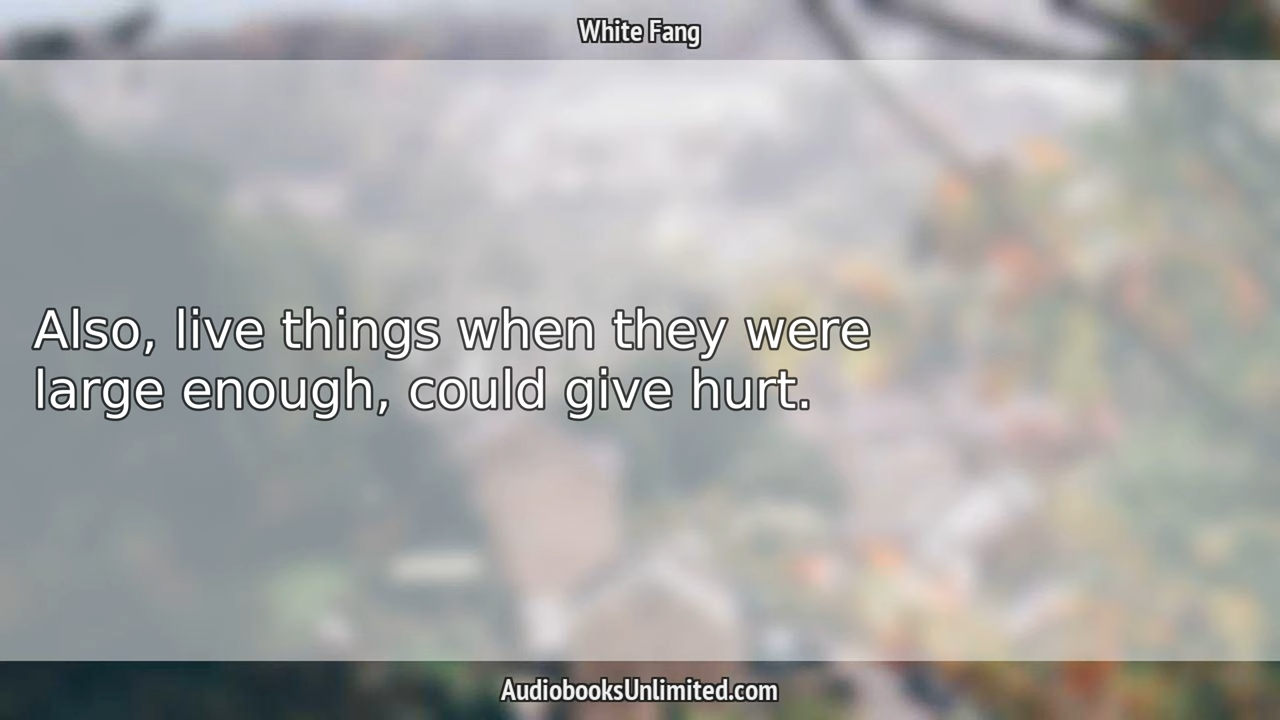 White Fang
Also, live things when they were
large enough, could give hurt.
AudiobooksUnlimited.com